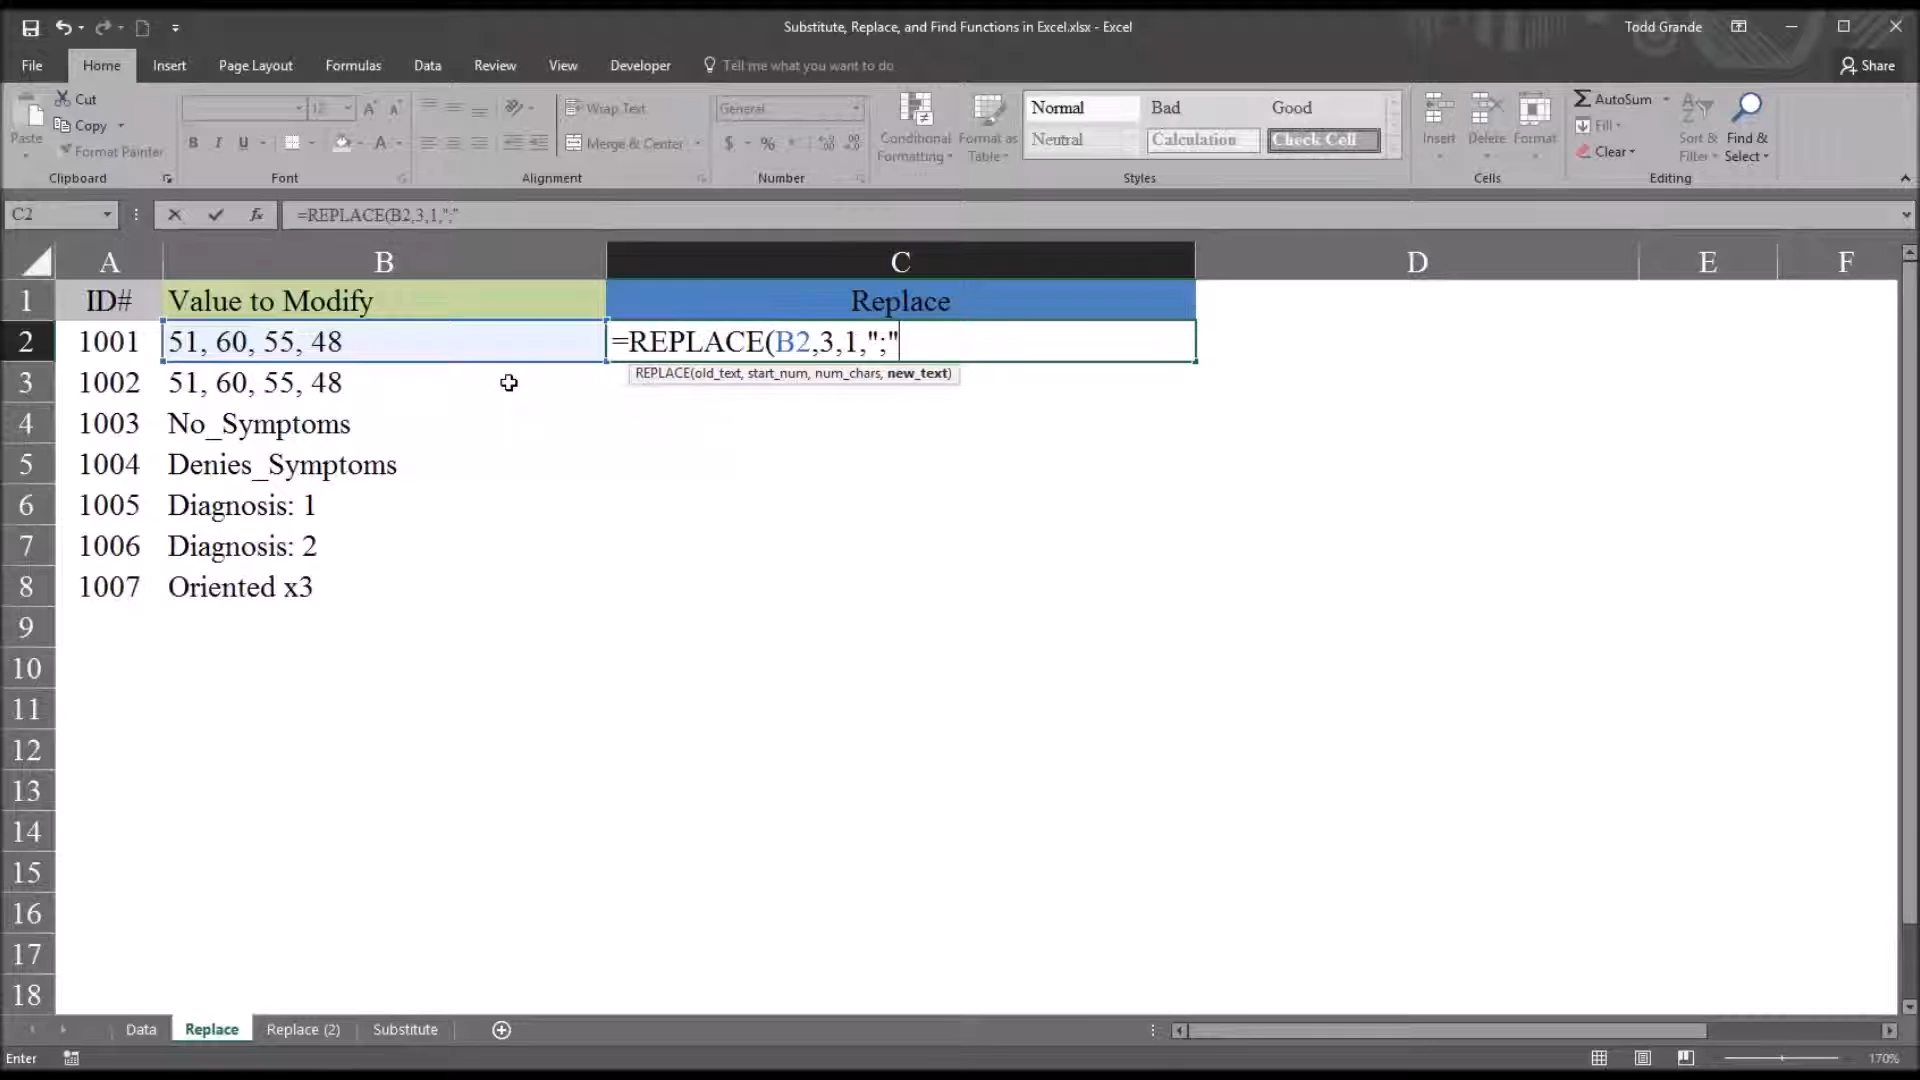 Substitute, Replace, and Find Functions in Excel.xlsx - Excel
Todd Grande
File Home Insert Page Layout Formulas Data Review View Developer Tell me what you want to do Share
Paste
Cut
Copy
Format Painter
Clipboard
12
B I U
Font
Wrap Text
Merge & Center
Alignment
General
$ %
Number
Conditional Formatting
Format as Table
Normal Bad Good
Neutral Calculation Check Cell
Styles
Insert Delete Format
Cells
AutoSum
Fill
Clear
Sort & Filter
Find & Select
Editing
C2 fx =REPLACE(B2,3,1,";"
A B C D E F
1 ID# Value to Modify Replace
2 1001 51, 60, 55, 48 =REPLACE(B2,3,1,";"
REPLACE(old_text, start_num, num_chars, new_text)
3 1002 51, 60, 55, 48
4 1003 No_Symptoms
5 1004 Denies_Symptoms
6 1005 Diagnosis: 1
7 1006 Diagnosis: 2
8 1007 Oriented x3
9
10
11
12
13
14
15
16
17
18
Data Replace Replace (2) Substitute
Enter
170%